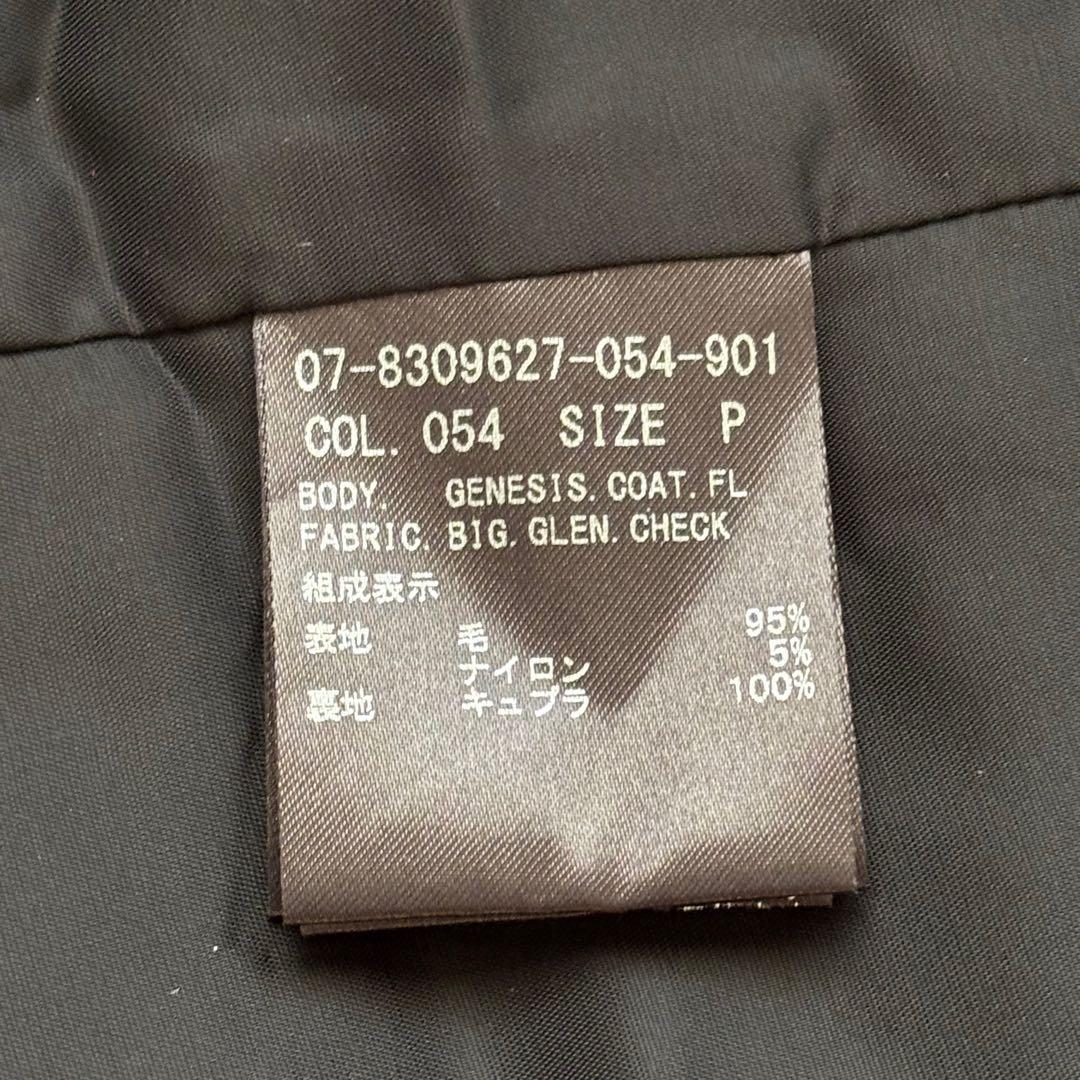 07-8309627-054-901
COL. 054 SIZE P
BODY. GENESIS. COAT. FL
FABRIC. BIG. GLEN. CHECK
組成表示
表地 毛 95%
ナイロン 5%
裏地 キュプラ 100%